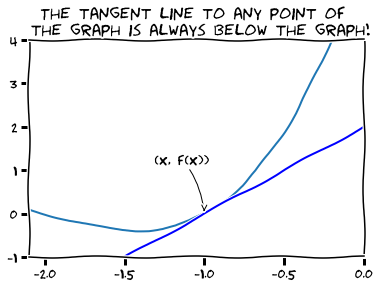 THE TANGENT LINE TO ANY POINT OF
THE GRAPH IS ALWAYS BELOW THE GRAPH!
4
3
2
1
0
-1
(X, F(X))
-2.0 -1.5 -1.0 -0.5 0.0